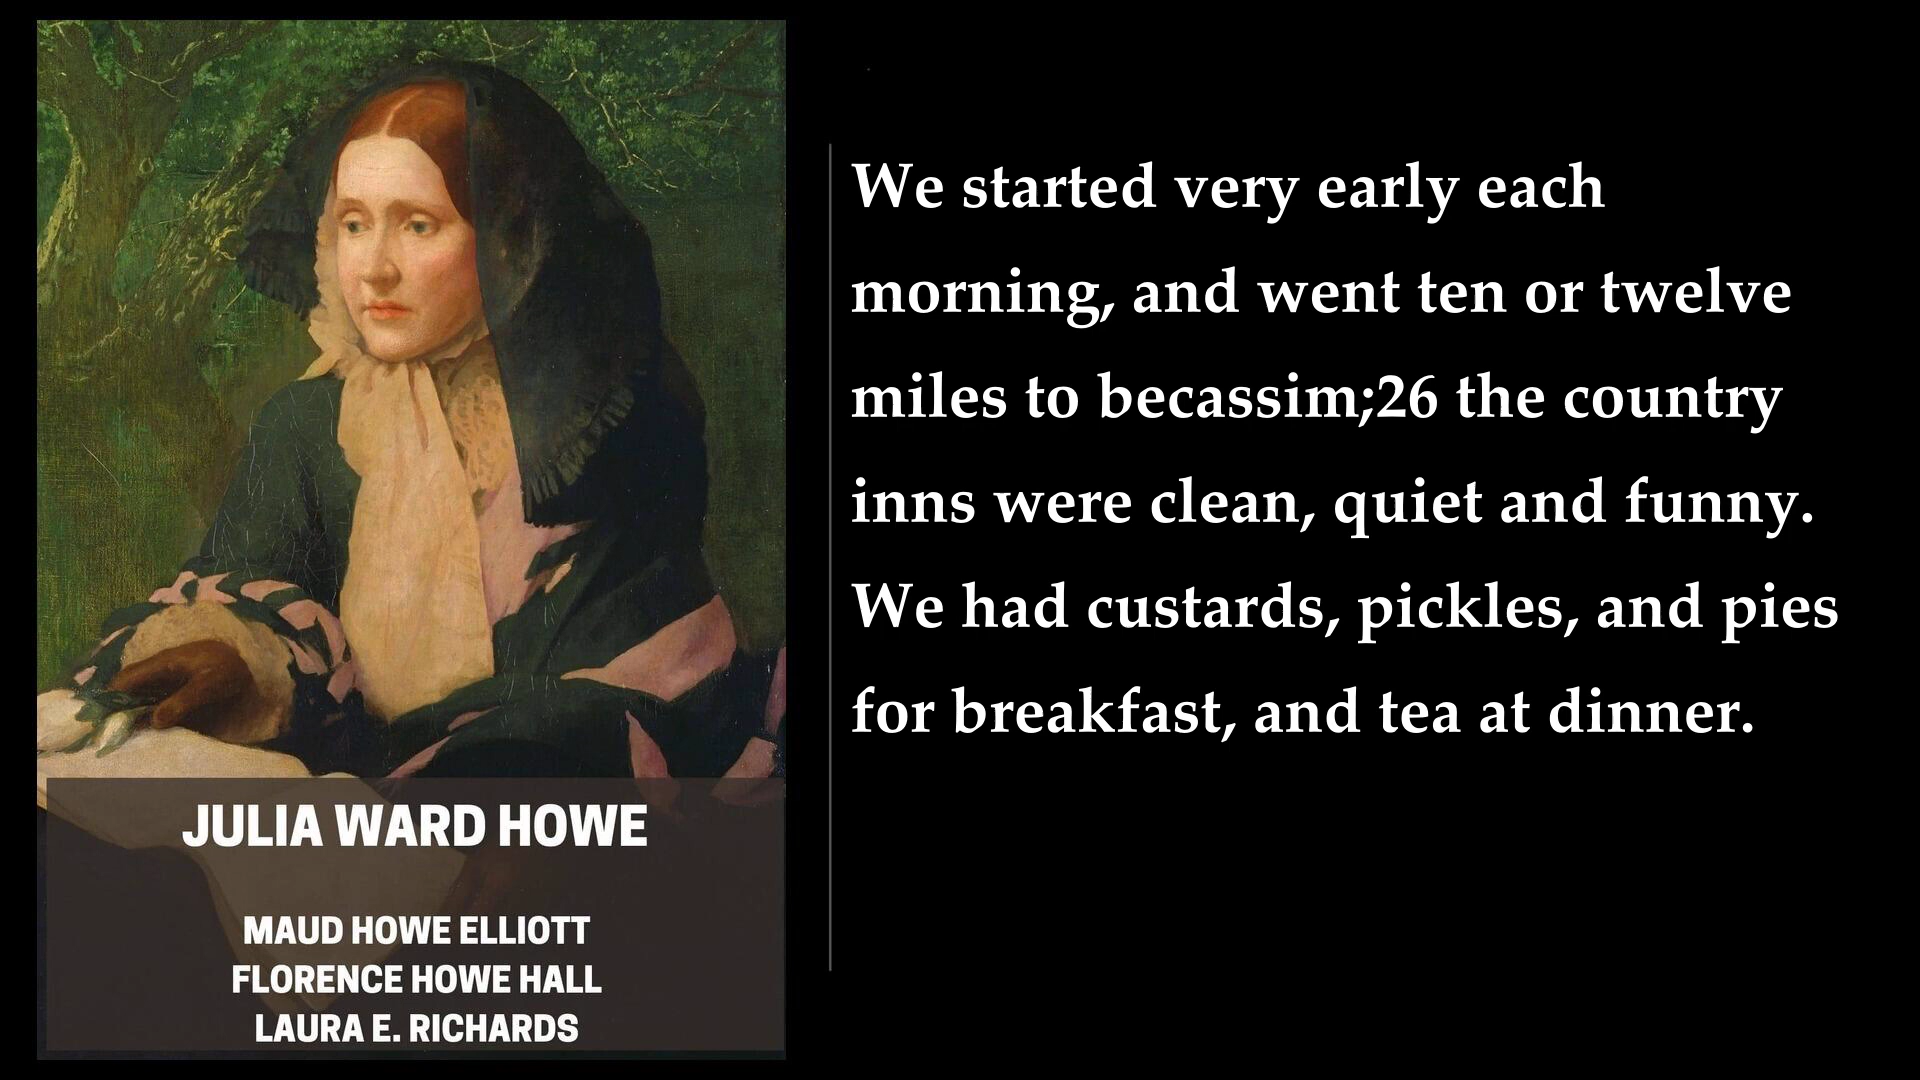 JULIA WARD HOWE
MAUD HOWE ELLIOTT
FLORENCE HOWE HALL
LAURA E. RICHARDS
We started very early each
morning, and went ten or twelve
miles to becassim;26 the country
inns were clean, quiet and funny.
We had custards, pickles, and pies
for breakfast, and tea at dinner.